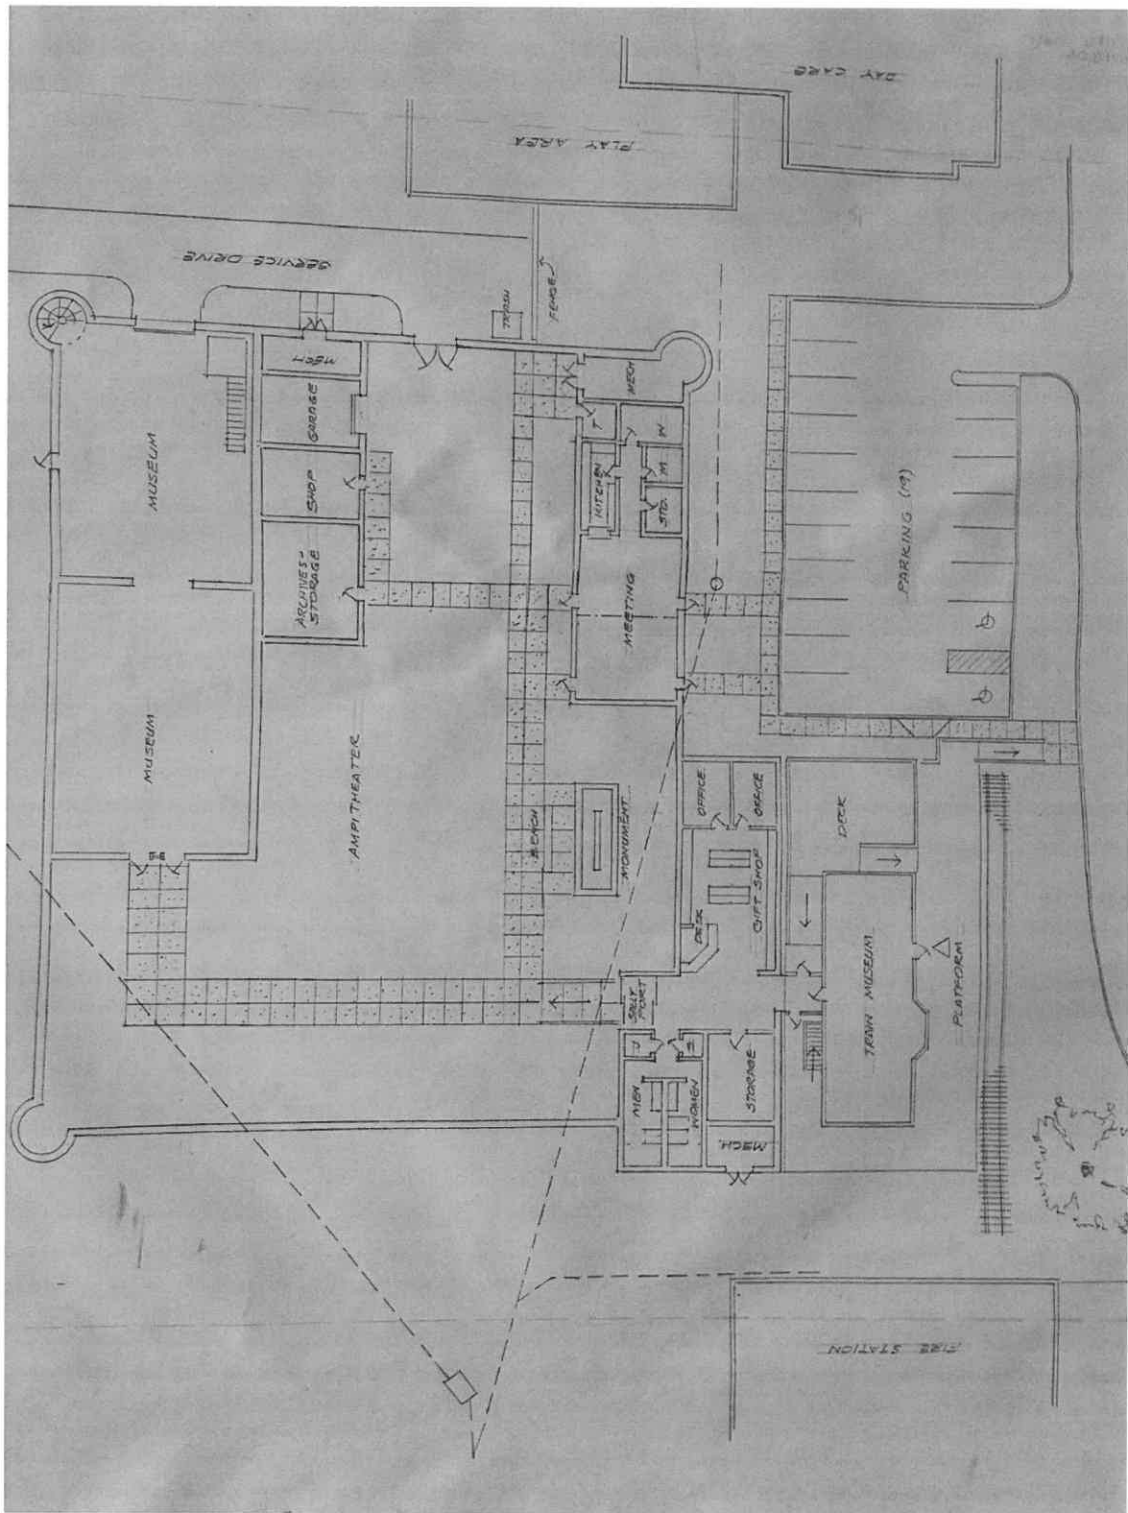 DAY CARE
PLAY AREA
SERVICE DRIVE
TRASH
FENCE
MECH
GARAGE
SHOP
ARCHIVES-
STORAGE
MUSEUM
MUSEUM
AMPITHEATER
MECH
T
W
M
KITCHEN
STO.
MEETING
PARKING (19)
BENCH
MONUMENT
OFFICE
OFFICE
DESK
GIFT SHOP
DECK
SALLY
PORT
TRAIN MUSEUM
PLATFORM
J
S
MEN
WOMEN
STORAGE
MECH.
FIRE STATION